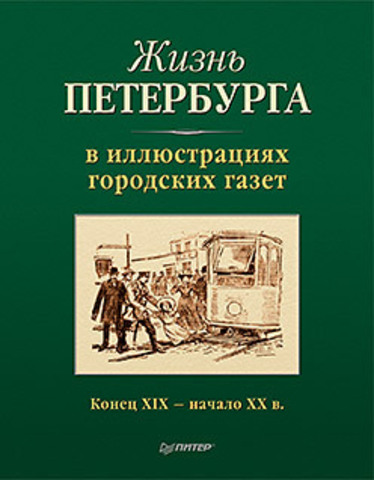 Жизнь
ПЕТЕРБУРГА
в иллюстрациях
городских газет
Конец XIX – начало XX в.
ПИТЕР